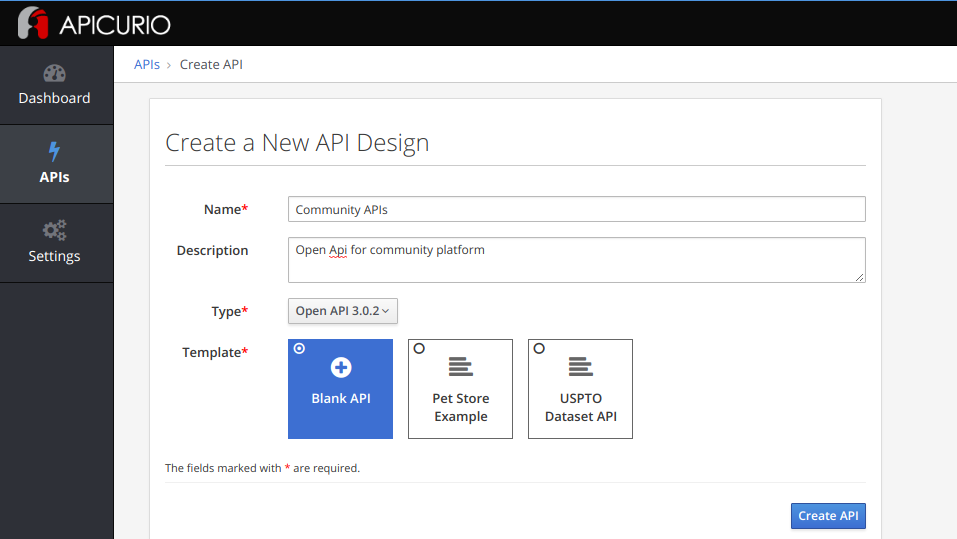 APICURIO
APIs › Create API
Dashboard
APIs
Settings
Create a New API Design
Name*
Community APIs
Description
Open Api for community platform
Type*
Open API 3.0.2
Template*
Blank API
Pet Store
Example
USPTO
Dataset API
The fields marked with * are required.
Create API